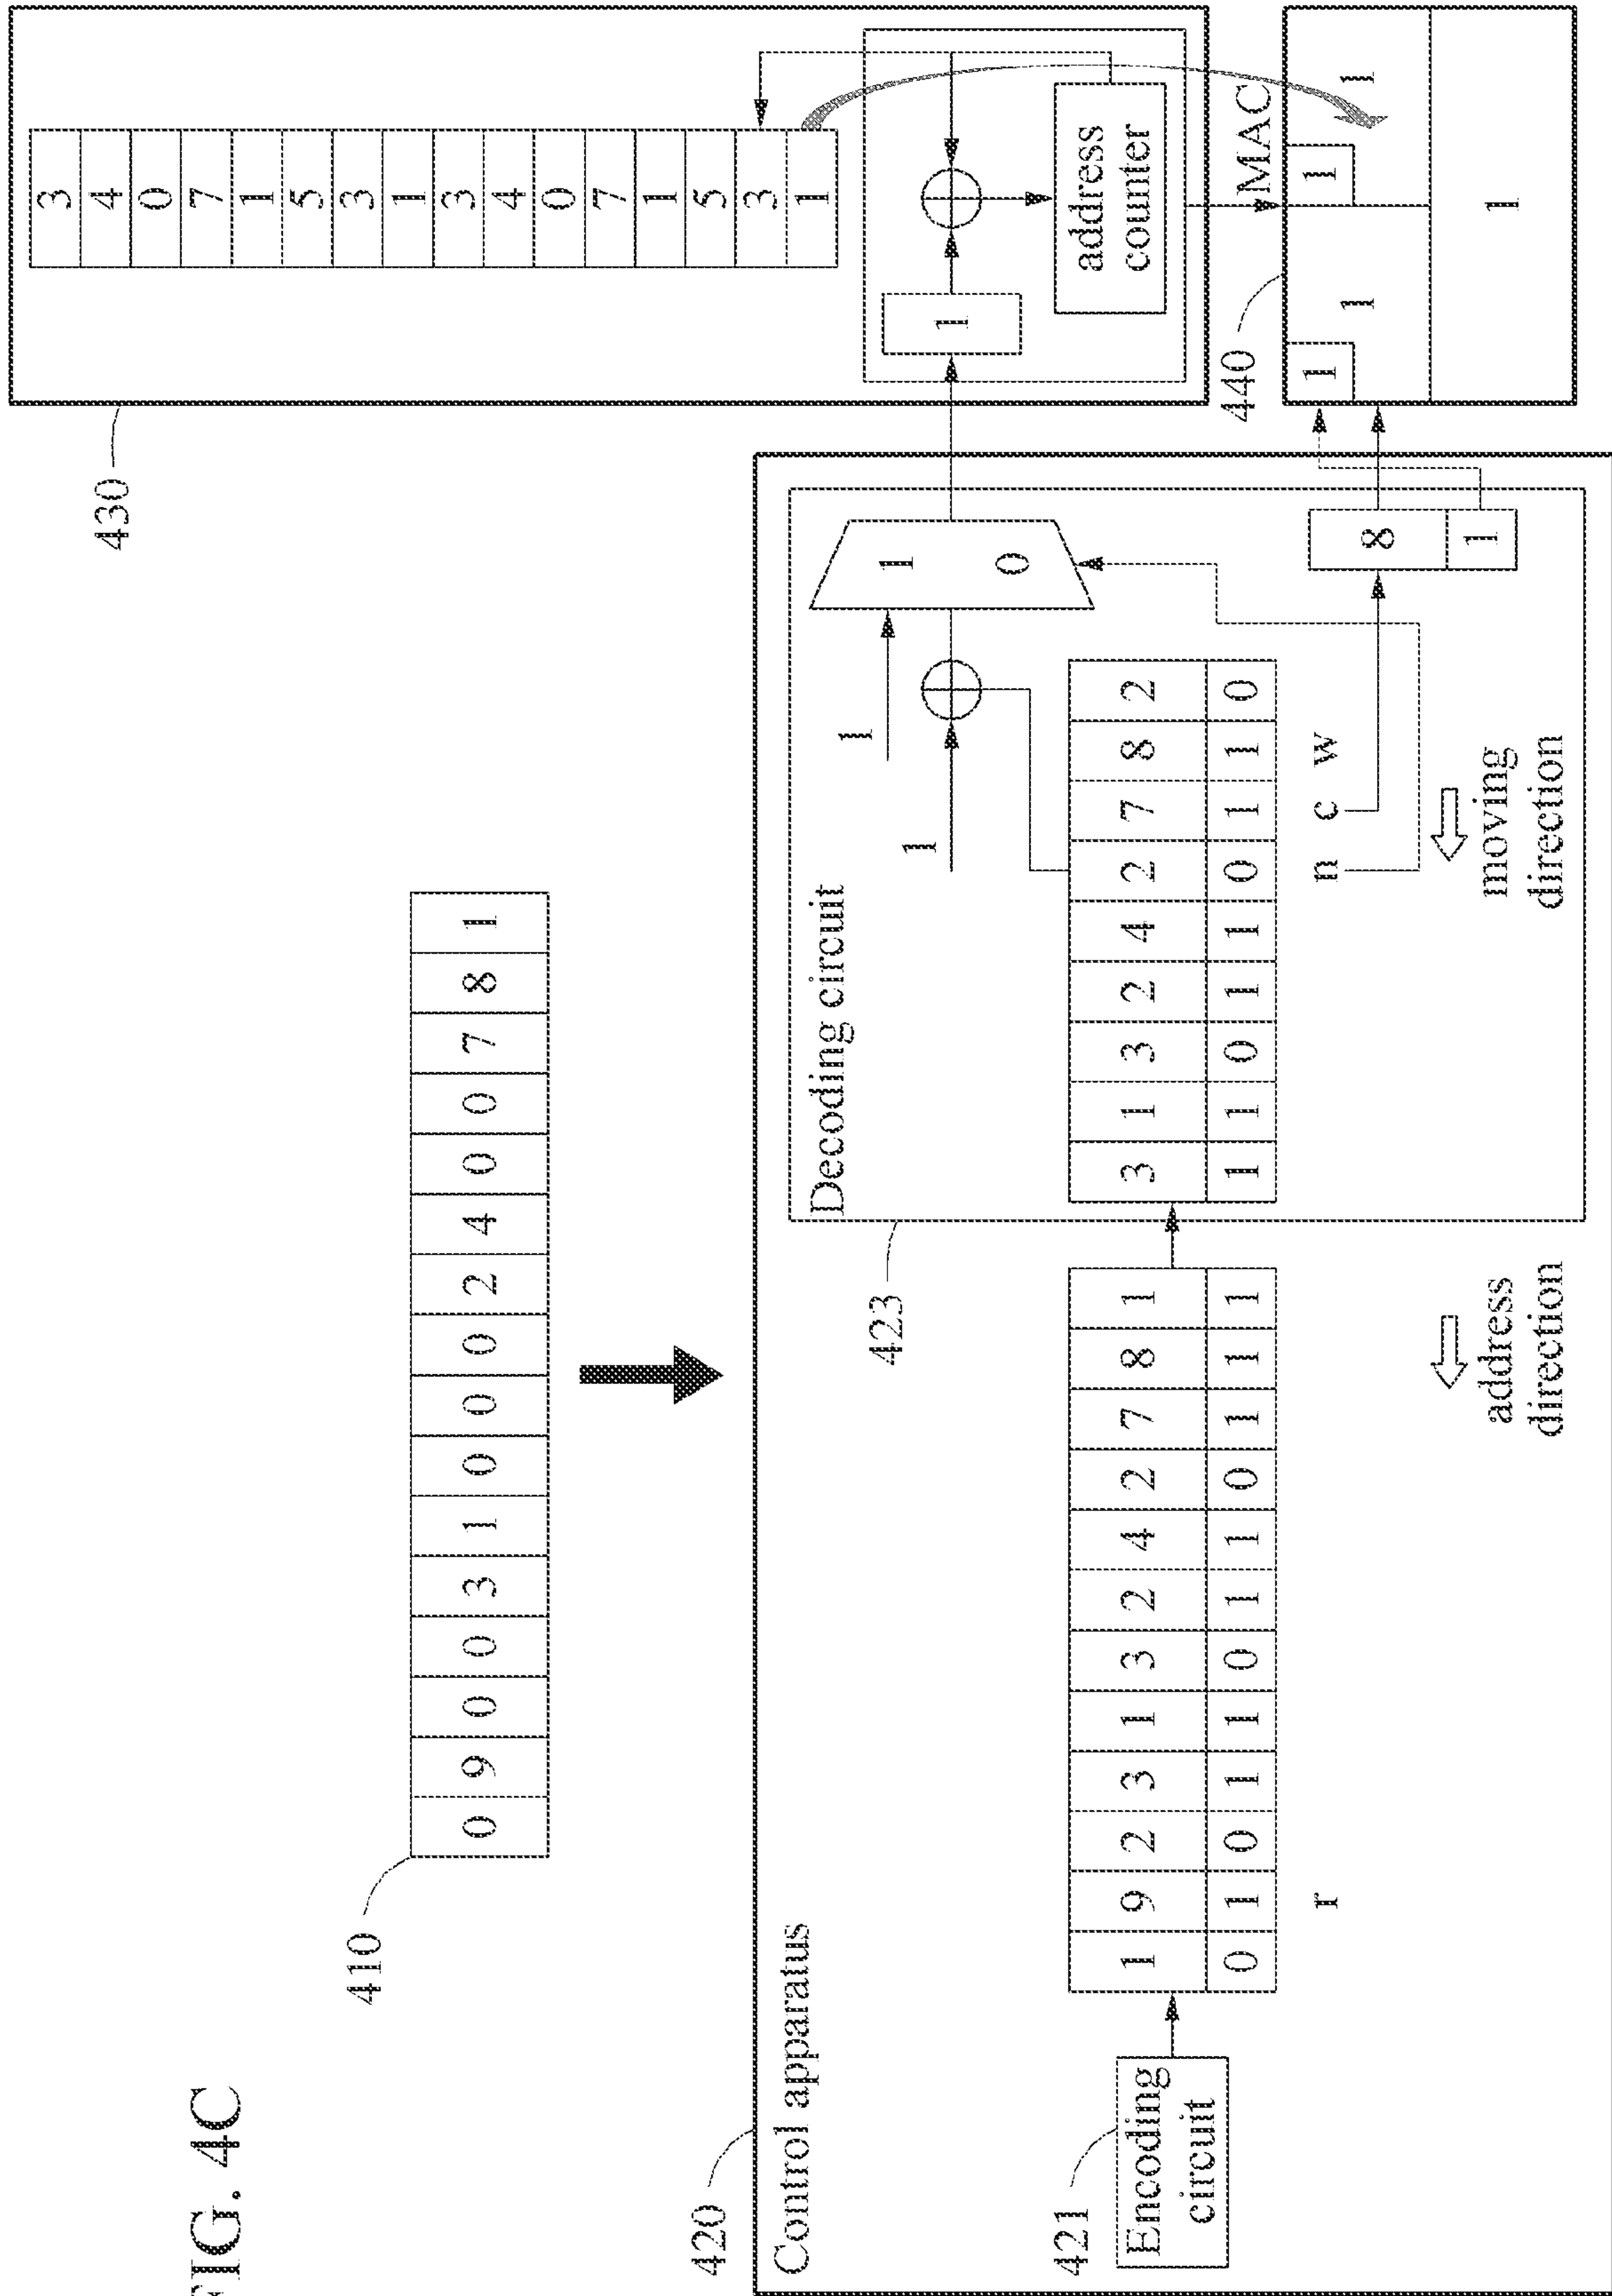 FIG. 4C
410
0 9 0 0 3 1 0 0 0 2 4 0 0 7 8 1
420
Control apparatus
421
Encoding
circuit
1 9 2 3 1 3 2 4 2 7 8 1
0 1 0 1 1 0 1 1 0 1 1 1
r
address
direction
423
Decoding circuit
3 1 3 2 4 2 7 8 2
1 1 0 1 1 0 1 1 0
n c w
moving
direction
1
1
1
0
8
1
430
3
4
0
7
1
5
3
1
3
4
0
7
1
5
3
1
1
address
counter
440
MAC
1
1
1
1
1